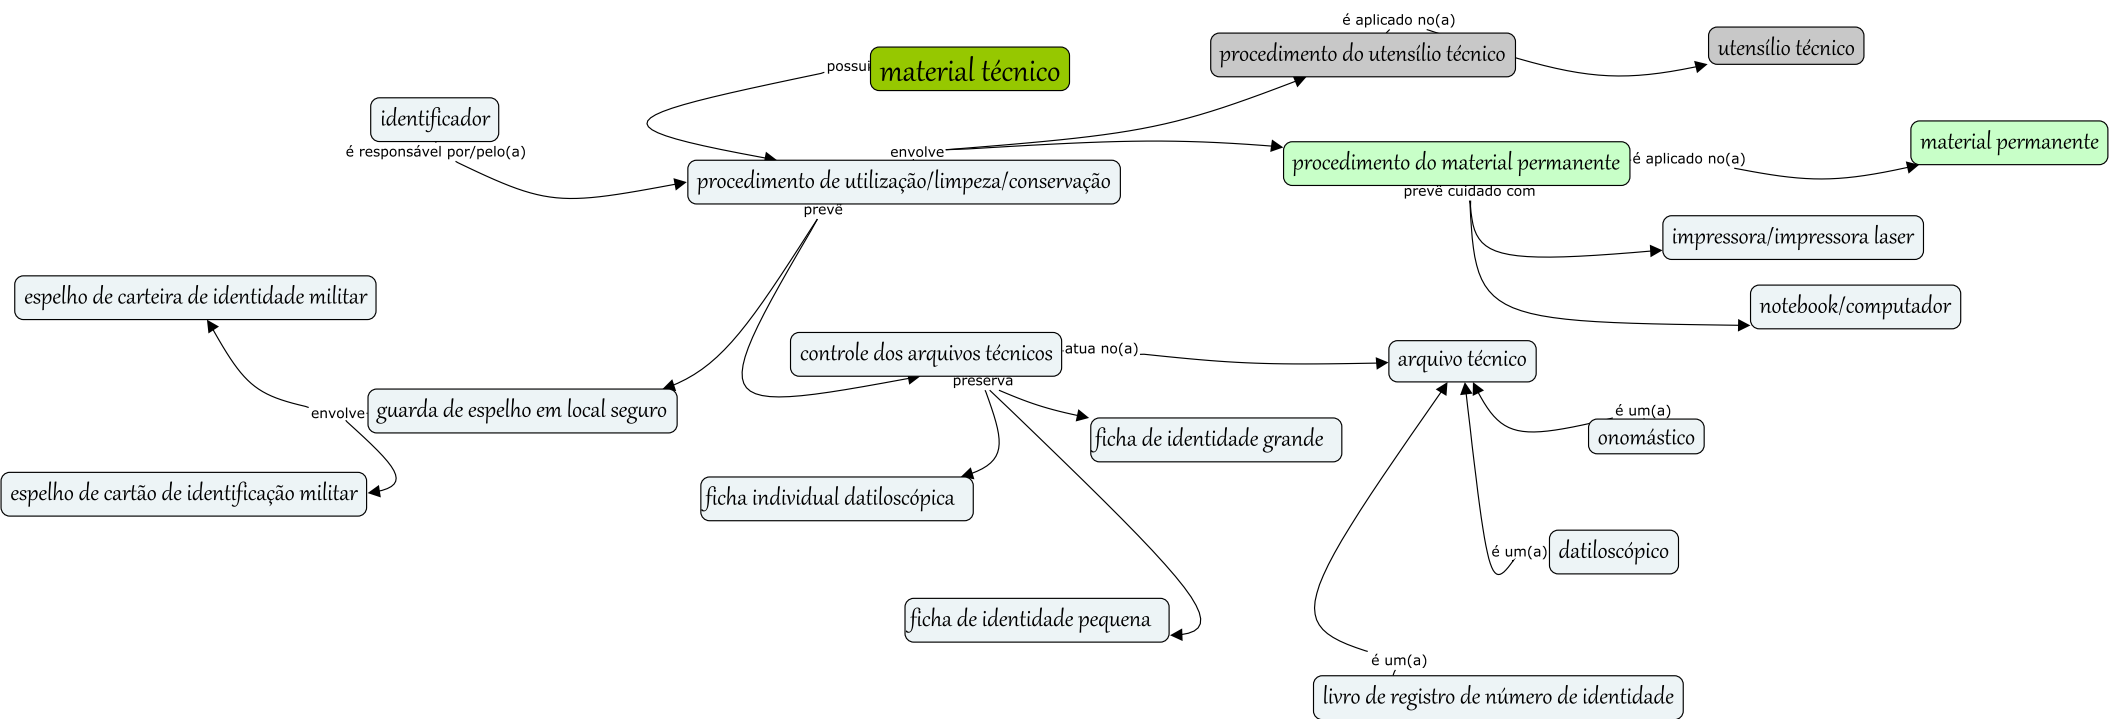 é aplicado no(a)
procedimento do utensílio técnico
utensílio técnico
possui
material técnico
identificador
é responsável por/pelo(a)
envolve
procedimento do material permanente
é aplicado no(a)
material permanente
procedimento de utilização/limpeza/conservação
prevê cuidado com
prevê
impressora/impressora laser
espelho de carteira de identidade militar
notebook/computador
controle dos arquivos técnicos
atua no(a)
arquivo técnico
preserva
envolve
guarda de espelho em local seguro
é um(a)
onomástico
ficha de identidade grande
espelho de cartão de identificação militar
ficha individual datiloscópica
é um(a)
datiloscópico
ficha de identidade pequena
é um(a)
livro de registro de número de identidade